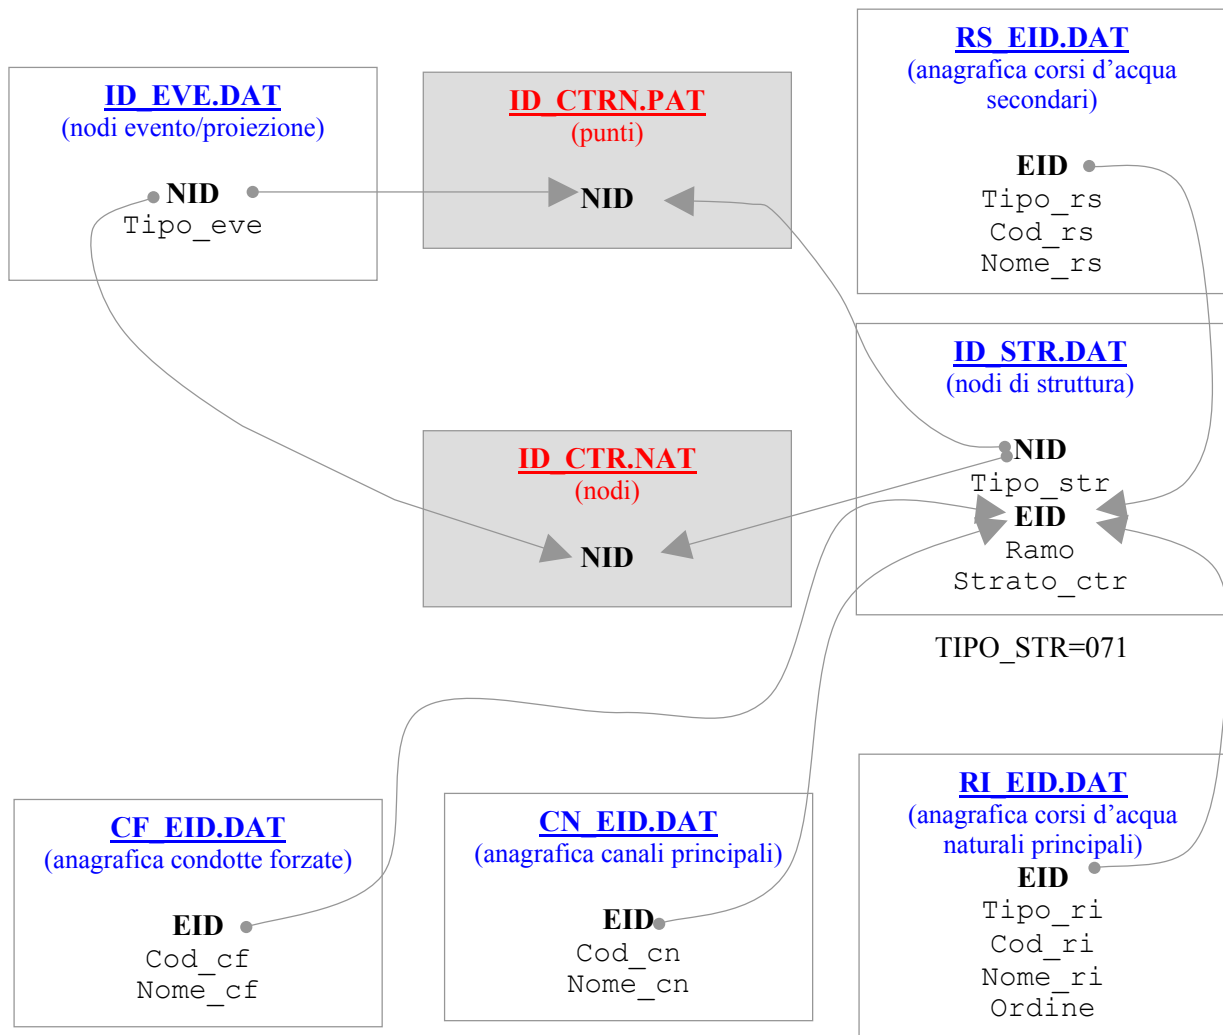 ID_EVE.DAT
(nodi evento/proiezione)
NID
Tipo_eve
ID_CTRN.PAT
(punti)
NID
RS_EID.DAT
(anagrafica corsi d’acqua
secondari)
EID
Tipo_rs
Cod_rs
Nome_rs
ID_CTR.NAT
(nodi)
NID
ID_STR.DAT
(nodi di struttura)
NID
Tipo_str
EID
Ramo
Strato_ctr
TIPO_STR=071
CF_EID.DAT
(anagrafica condotte forzate)
EID
Cod_cf
Nome_cf
CN_EID.DAT
(anagrafica canali principali)
EID
Cod_cn
Nome_cn
RI_EID.DAT
(anagrafica corsi d’acqua
naturali principali)
EID
Tipo_ri
Cod_ri
Nome_ri
Ordine